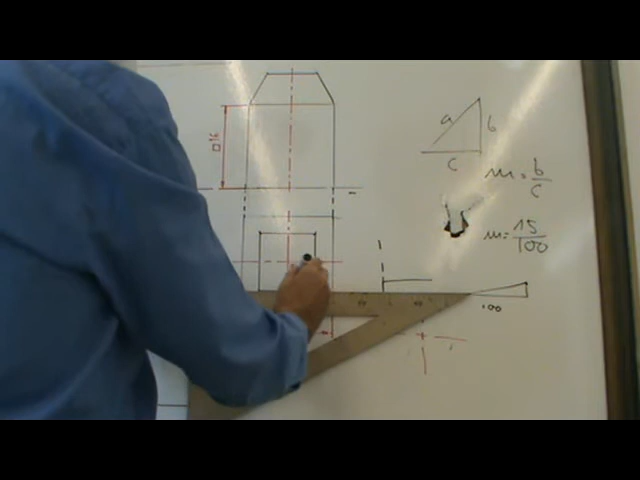 □16
a
b
c
m = b/c
m = 15/100
100